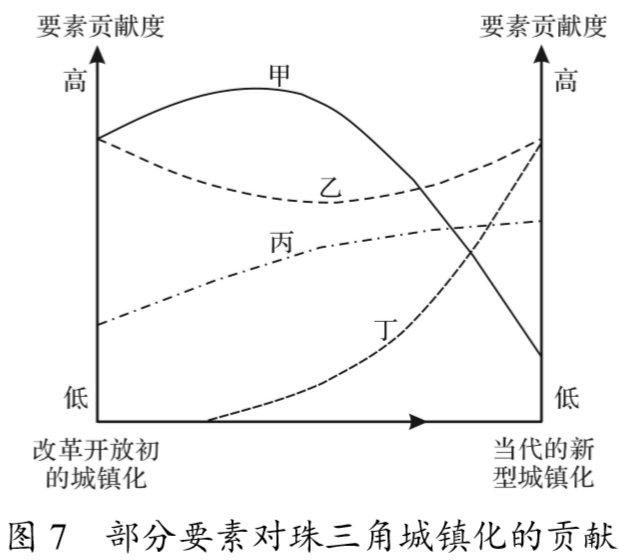 要素贡献度
要素贡献度
高
甲
高
乙
丙
丁
低
低
改革开放初
的城镇化
当代的新
型城镇化
图 7 部分要素对珠三角城镇化的贡献